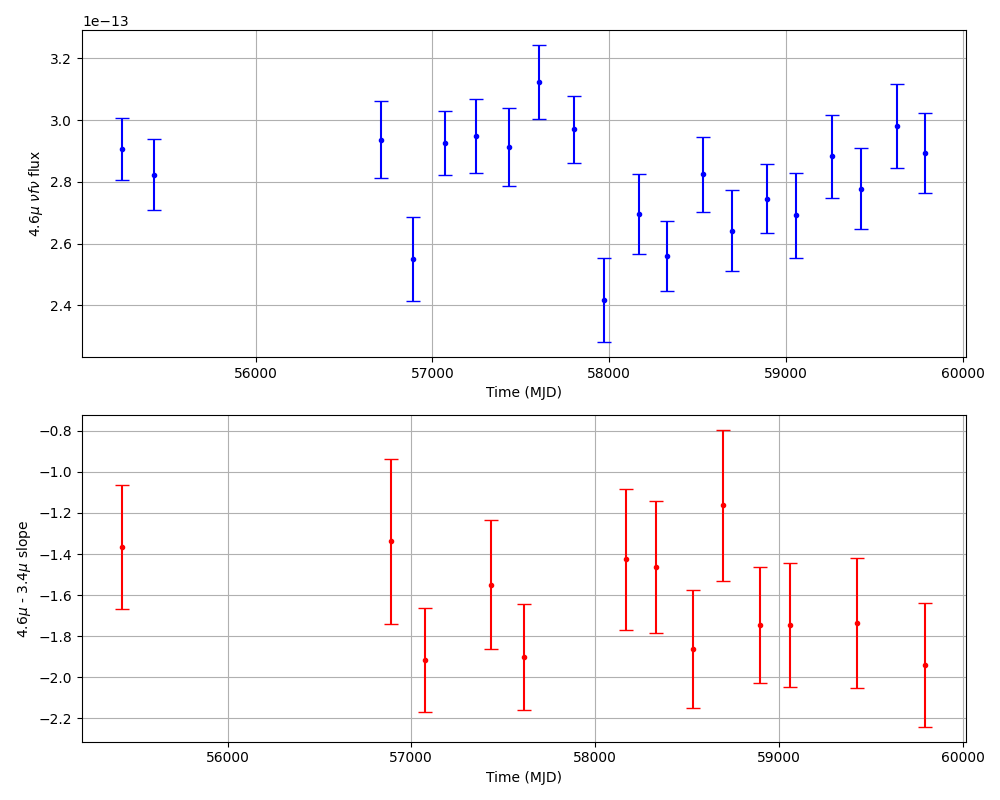 1e−13
3.2
3.0
2.8
2.6
2.4
4.6μ νfν flux
56000 57000 58000 59000 60000
Time (MJD)
−0.8
−1.0
−1.2
−1.4
−1.6
−1.8
−2.0
−2.2
4.6μ - 3.4μ slope
56000 57000 58000 59000 60000
Time (MJD)